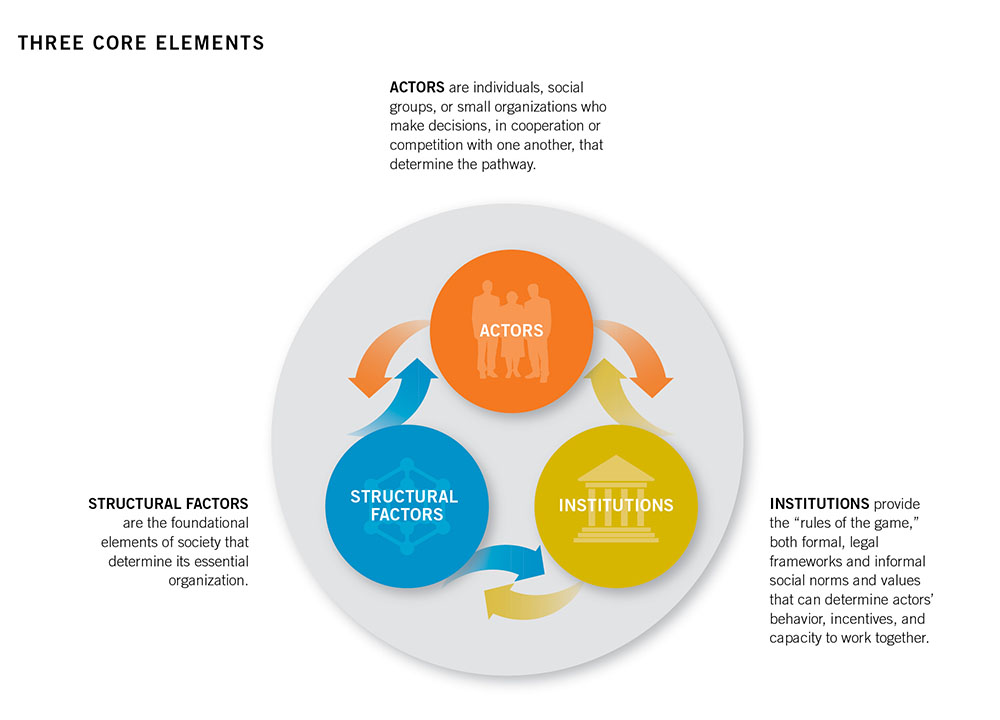 THREE CORE ELEMENTS
ACTORS are individuals, social
groups, or small organizations who
make decisions, in cooperation or
competition with one another, that
determine the pathway.
ACTORS
STRUCTURAL
FACTORS
INSTITUTIONS
STRUCTURAL FACTORS
are the foundational
elements of society that
determine its essential
organization.
INSTITUTIONS provide
the “rules of the game,”
both formal, legal
frameworks and informal
social norms and values
that can determine actors’
behavior, incentives, and
capacity to work together.